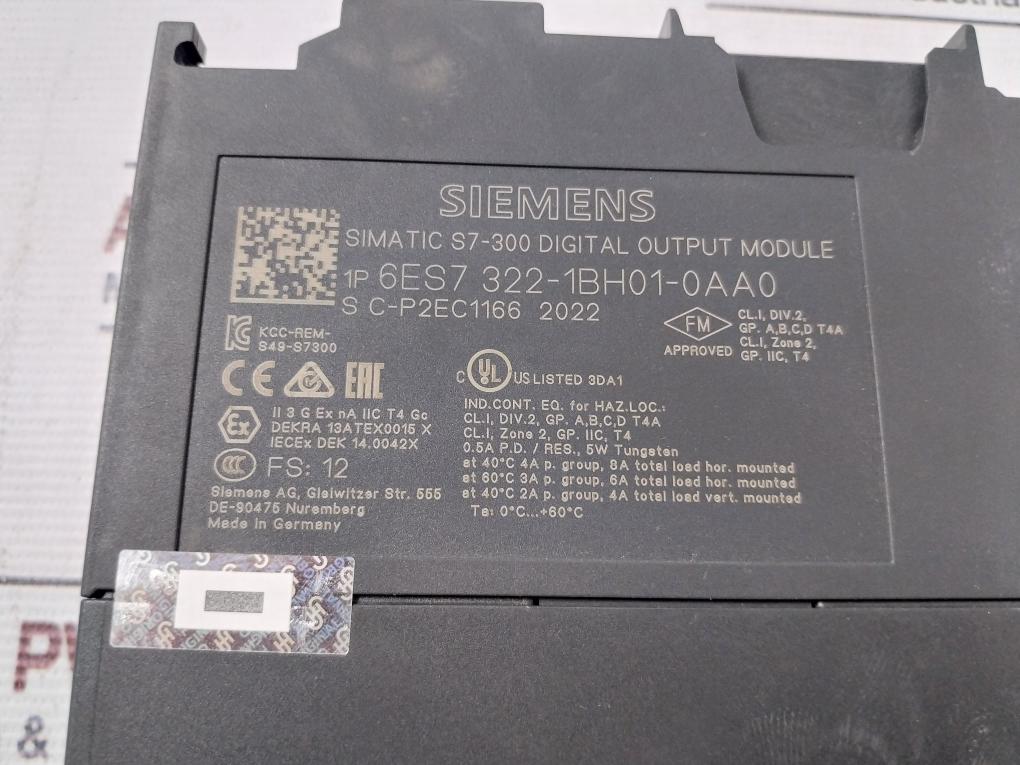 SIEMENS
SIMATIC S7-300 DIGITAL OUTPUT MODULE
1P 6ES7 322-1BH01-0AA0
S C-P2EC1166 2022
KCC-REM-
S49-S7300
FM
APPROVED
CL.I, DIV.2,
GP. A,B,C,D T4A
CL.I, Zone 2,
GP. IIC, T4
CE EAC
C UL US LISTED 3DA1
Ex
II 3 G Ex nA IIC T4 Gc
DEKRA 13ATEX0015 X
IECEx DEK 14.0042X
CCC FS: 12
Siemens AG, Gleiwitzer Str. 555
DE-90475 Nuremberg
Made in Germany
IND.CONT. EQ. for HAZ.LOC.:
CL.I, DIV.2, GP. A,B,C,D T4A
CL.I, Zone 2, GP. IIC, T4
0.5A P.D. / RES., 5W Tungsten
at 40°C 4A p. group, 8A total load hor. mounted
at 60°C 3A p. group, 6A total load hor. mounted
at 40°C 2A p. group, 4A total load vert. mounted
Ta: 0°C...+60°C
&